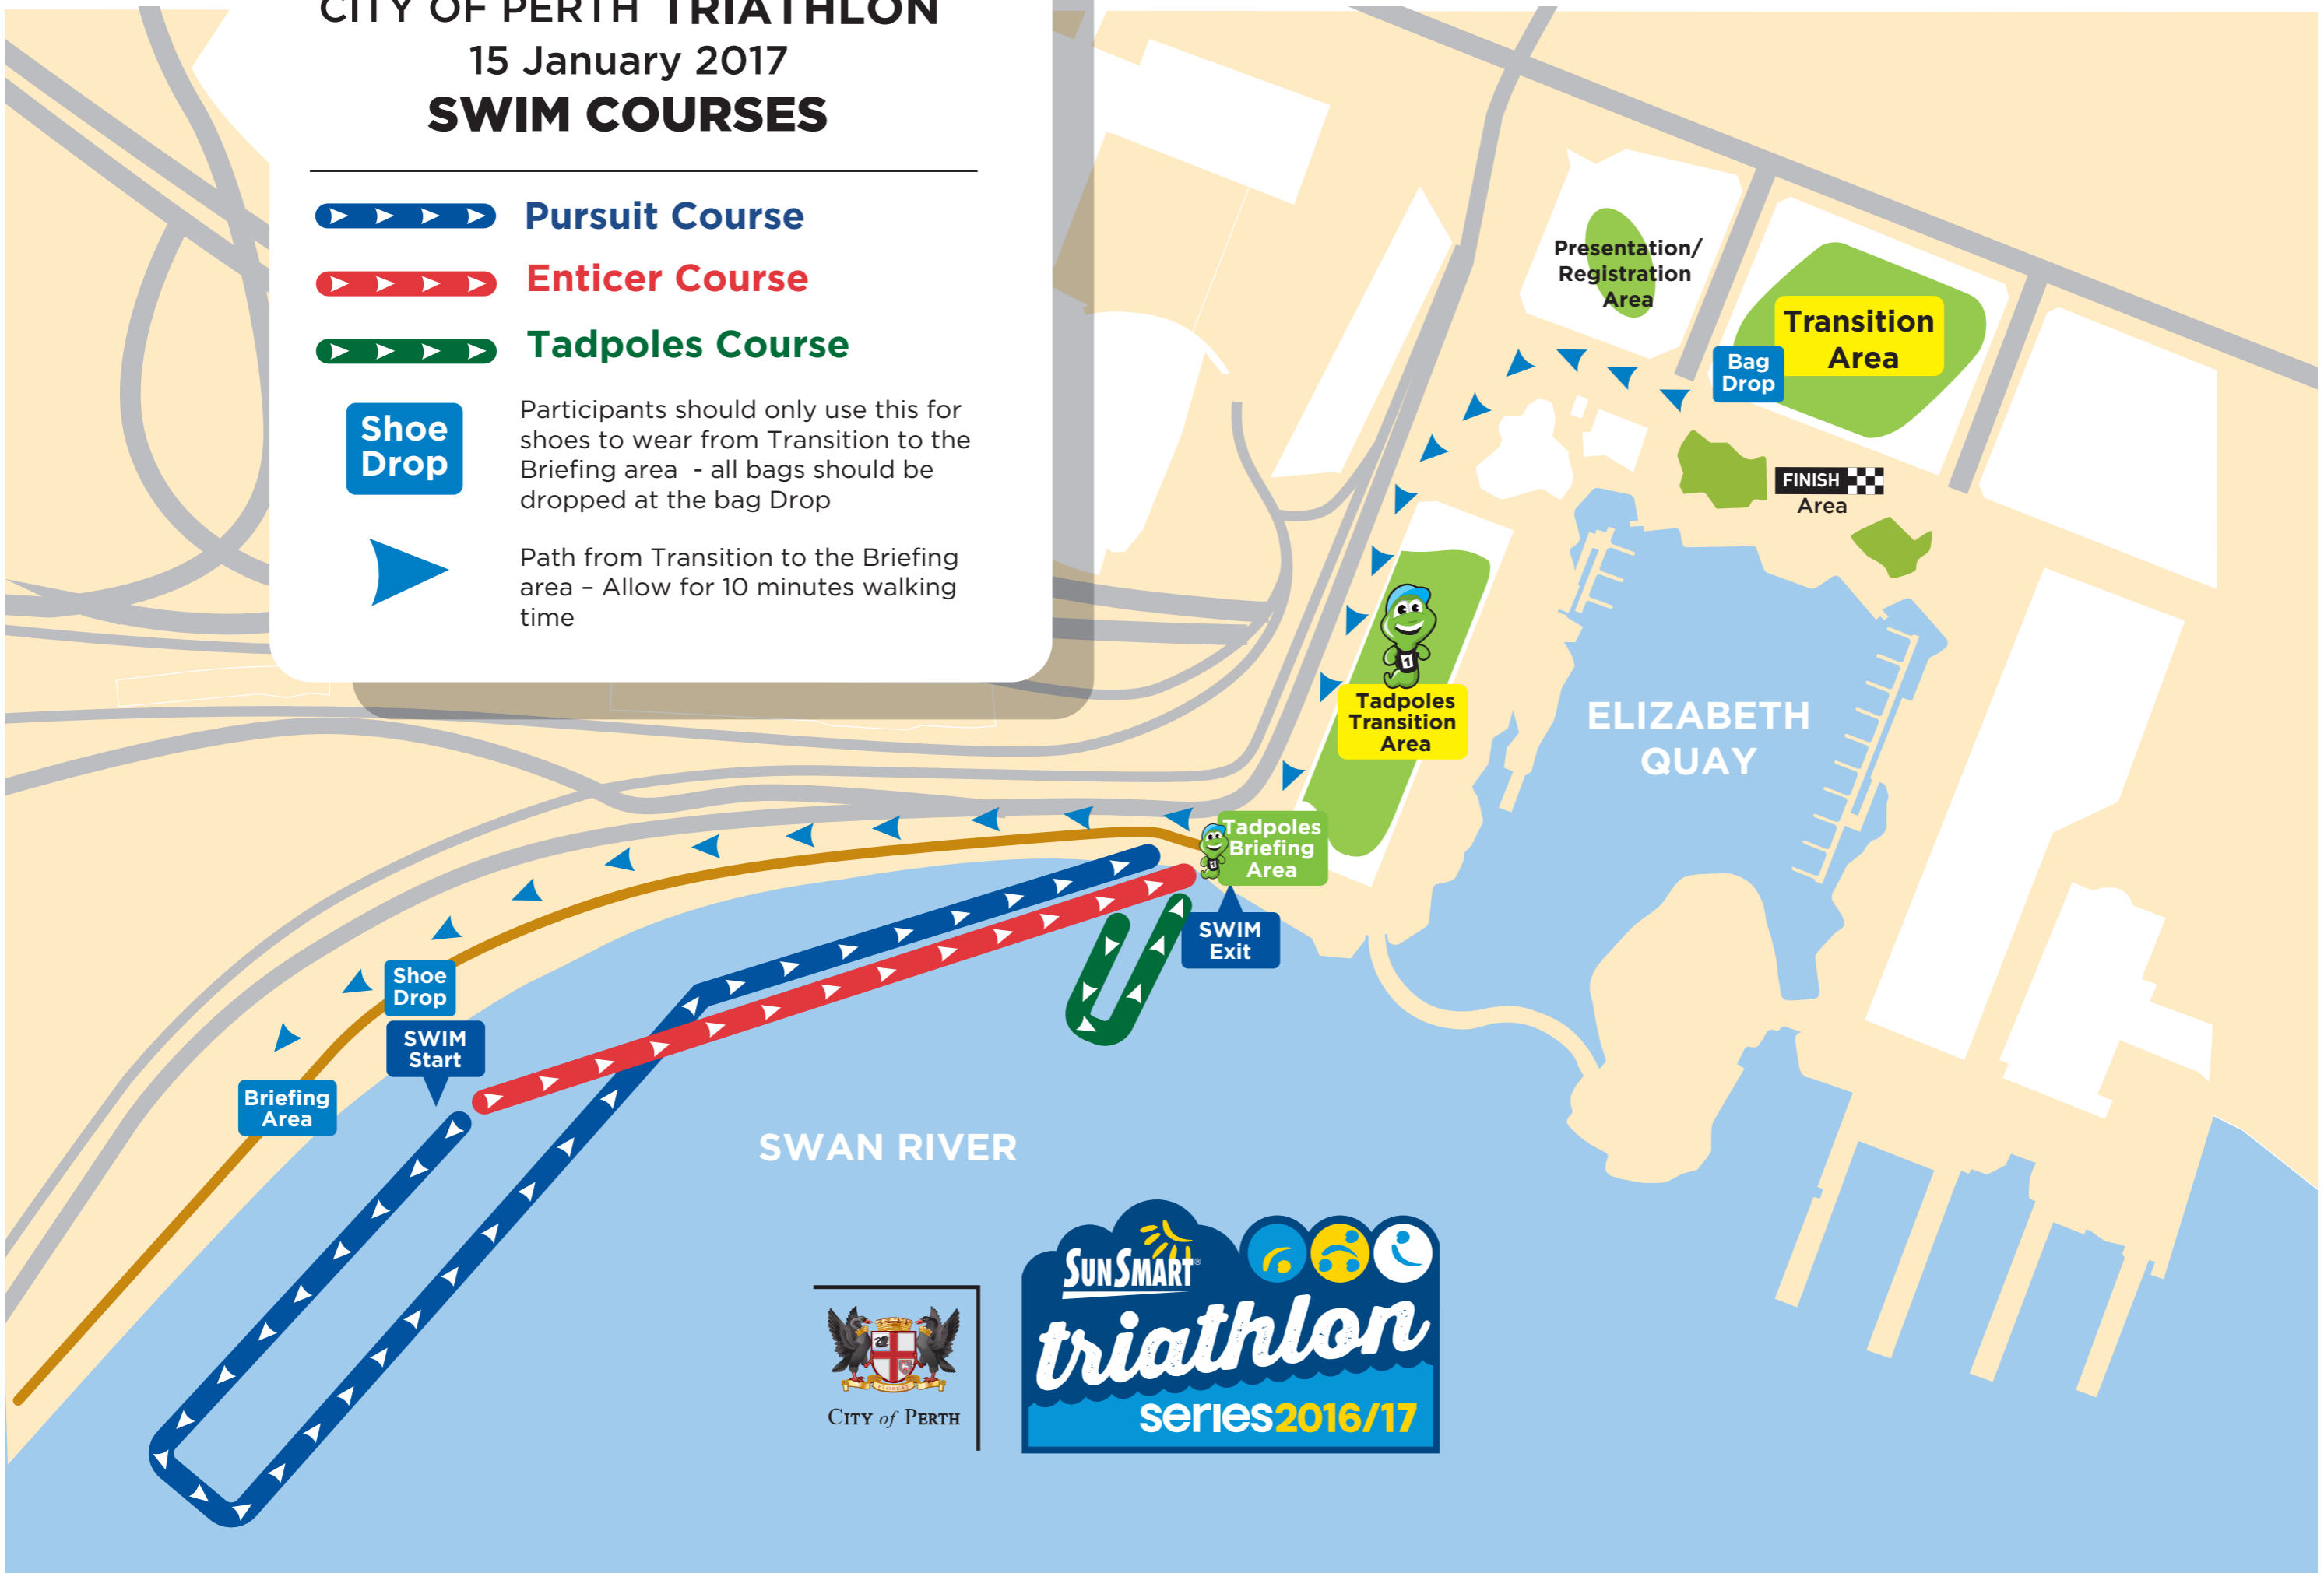 CITY OF PERTH TRIATHLON
15 January 2017
SWIM COURSES
Pursuit Course
Enticer Course
Tadpoles Course
Shoe
Drop
Participants should only use this for
shoes to wear from Transition to the
Briefing area - all bags should be
dropped at the bag Drop
Path from Transition to the Briefing
area – Allow for 10 minutes walking
time
Presentation/
Registration
Area
Transition
Area
Bag
Drop
FINISH
Area
1
Tadpoles
Transition
Area
ELIZABETH
QUAY
Tadpoles
Briefing
Area
1
SWIM
Exit
Shoe
Drop
SWIM
Start
Briefing
Area
SWAN RIVER
CITY of PERTH
SUNSMART®
triathlon
series2016/17